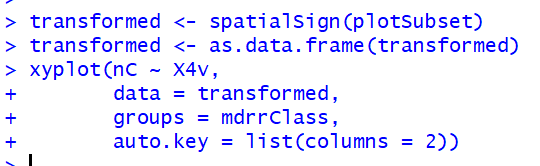 >
> transformed <- spatialSign(plotSubset)
> transformed <- as.data.frame(transformed)
> xyplot(nC ~ X4v,
+        data = transformed,
+        groups = mdrrClass,
+        auto.key = list(columns = 2))
>